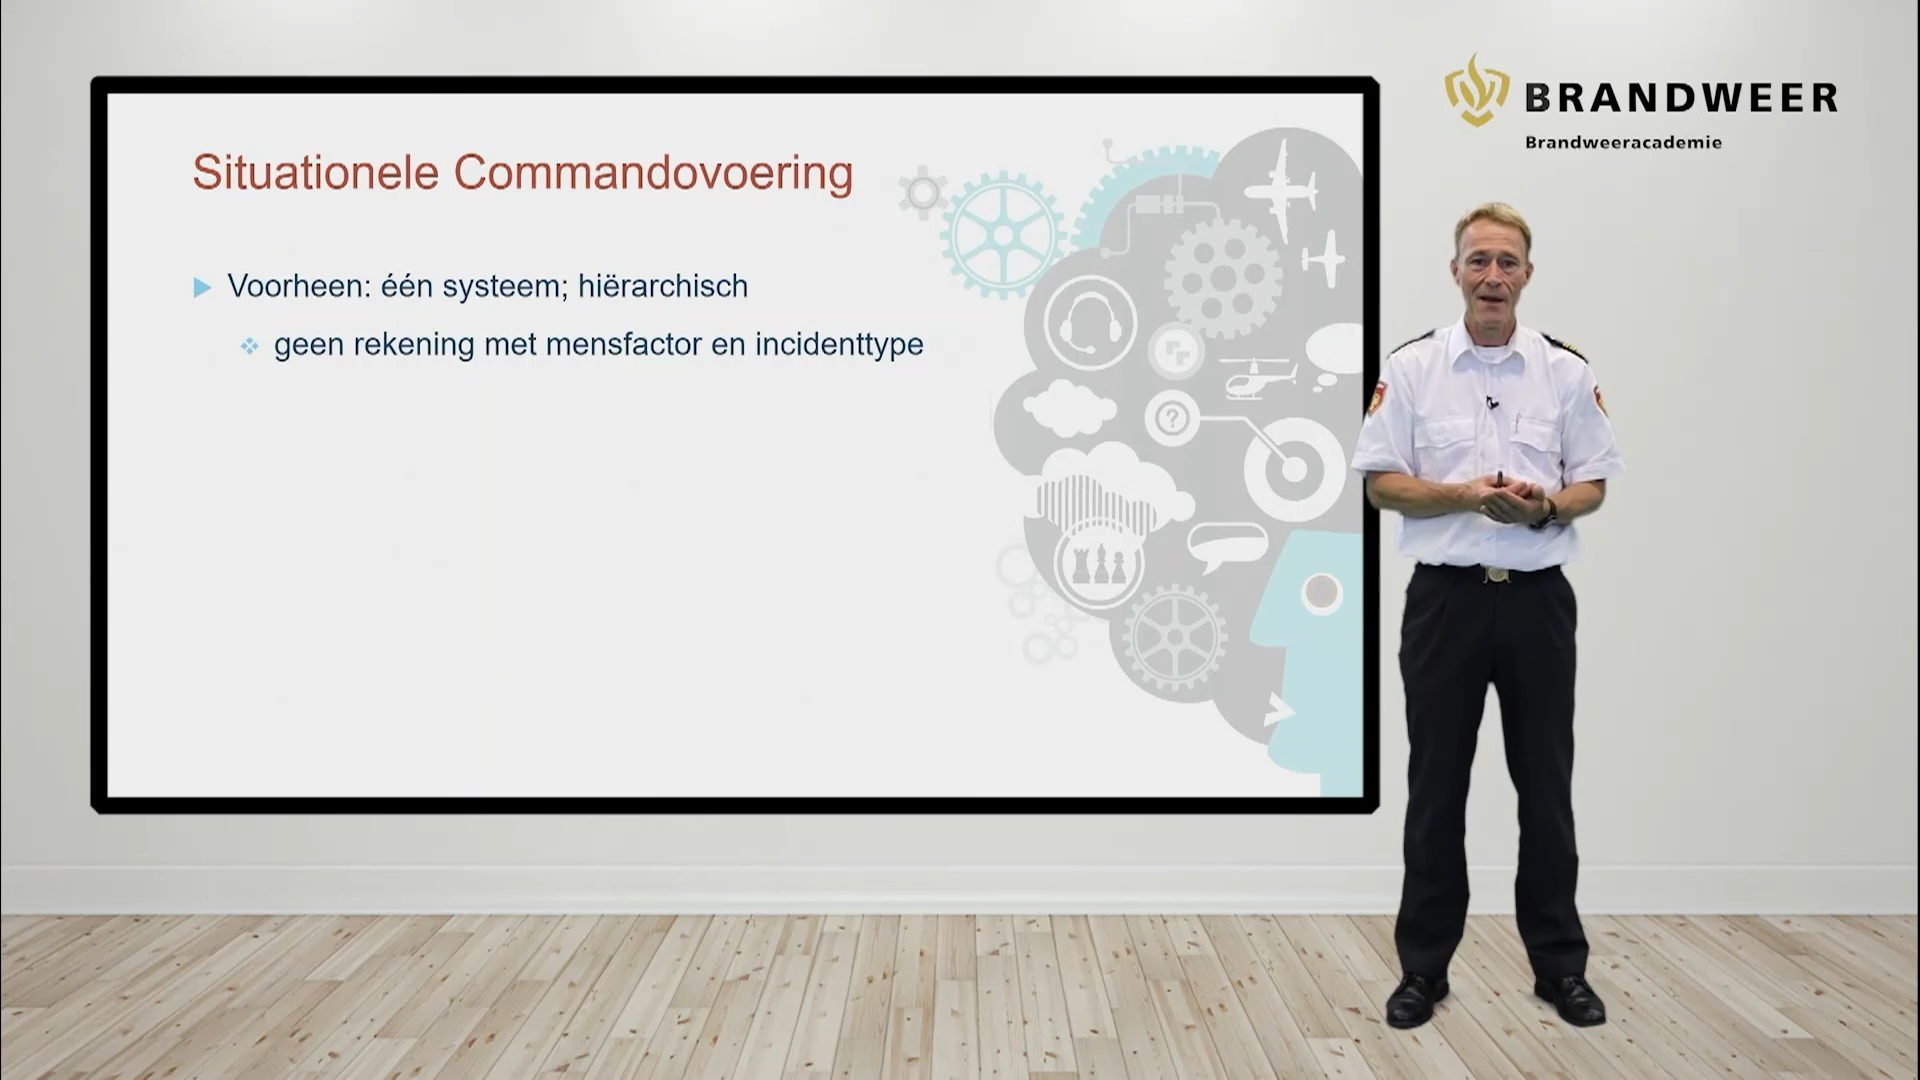 Situationele Commandovoering
Voorheen: één systeem; hiërarchisch
geen rekening met mensfactor en incidenttype
BRANDWEER
Brandweeracademie